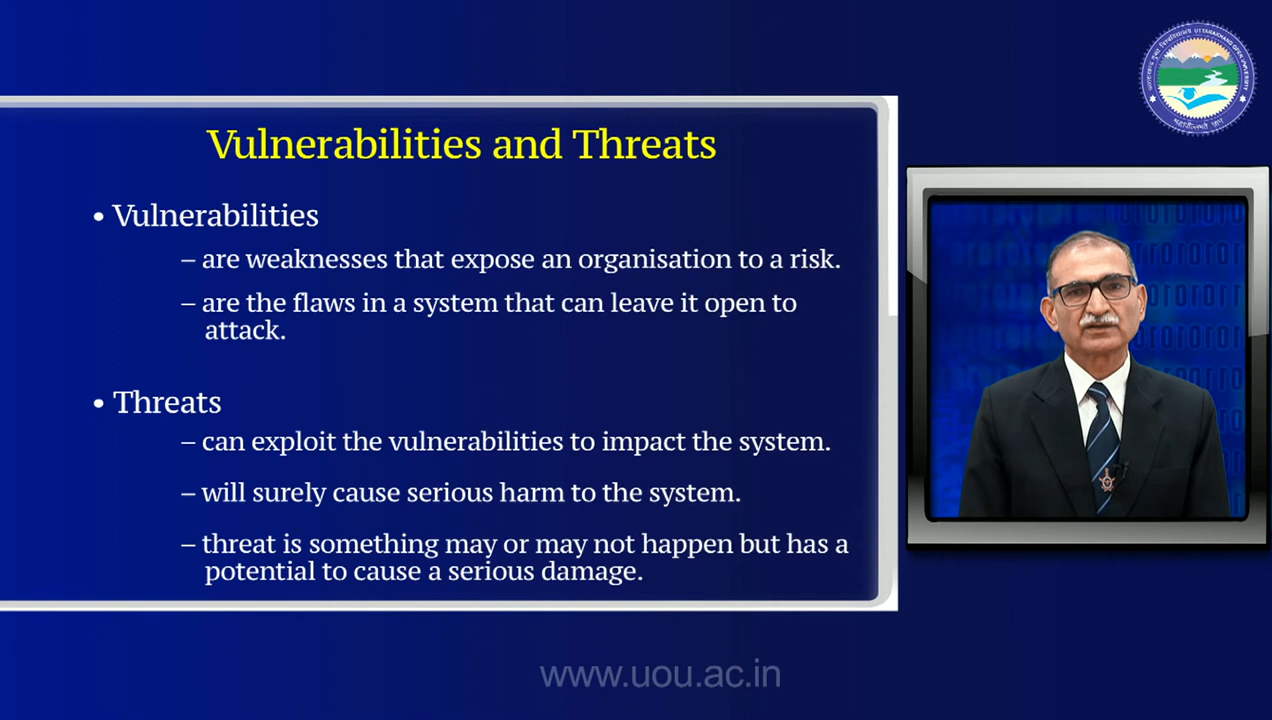 Vulnerabilities and Threats
• Vulnerabilities
– are weaknesses that expose an organisation to a risk.
– are the flaws in a system that can leave it open to
attack.
• Threats
– can exploit the vulnerabilities to impact the system.
– will surely cause serious harm to the system.
– threat is something may or may not happen but has a
potential to cause a serious damage.
UTTARAKHAND OPEN UNIVERSITY
www.uou.ac.in